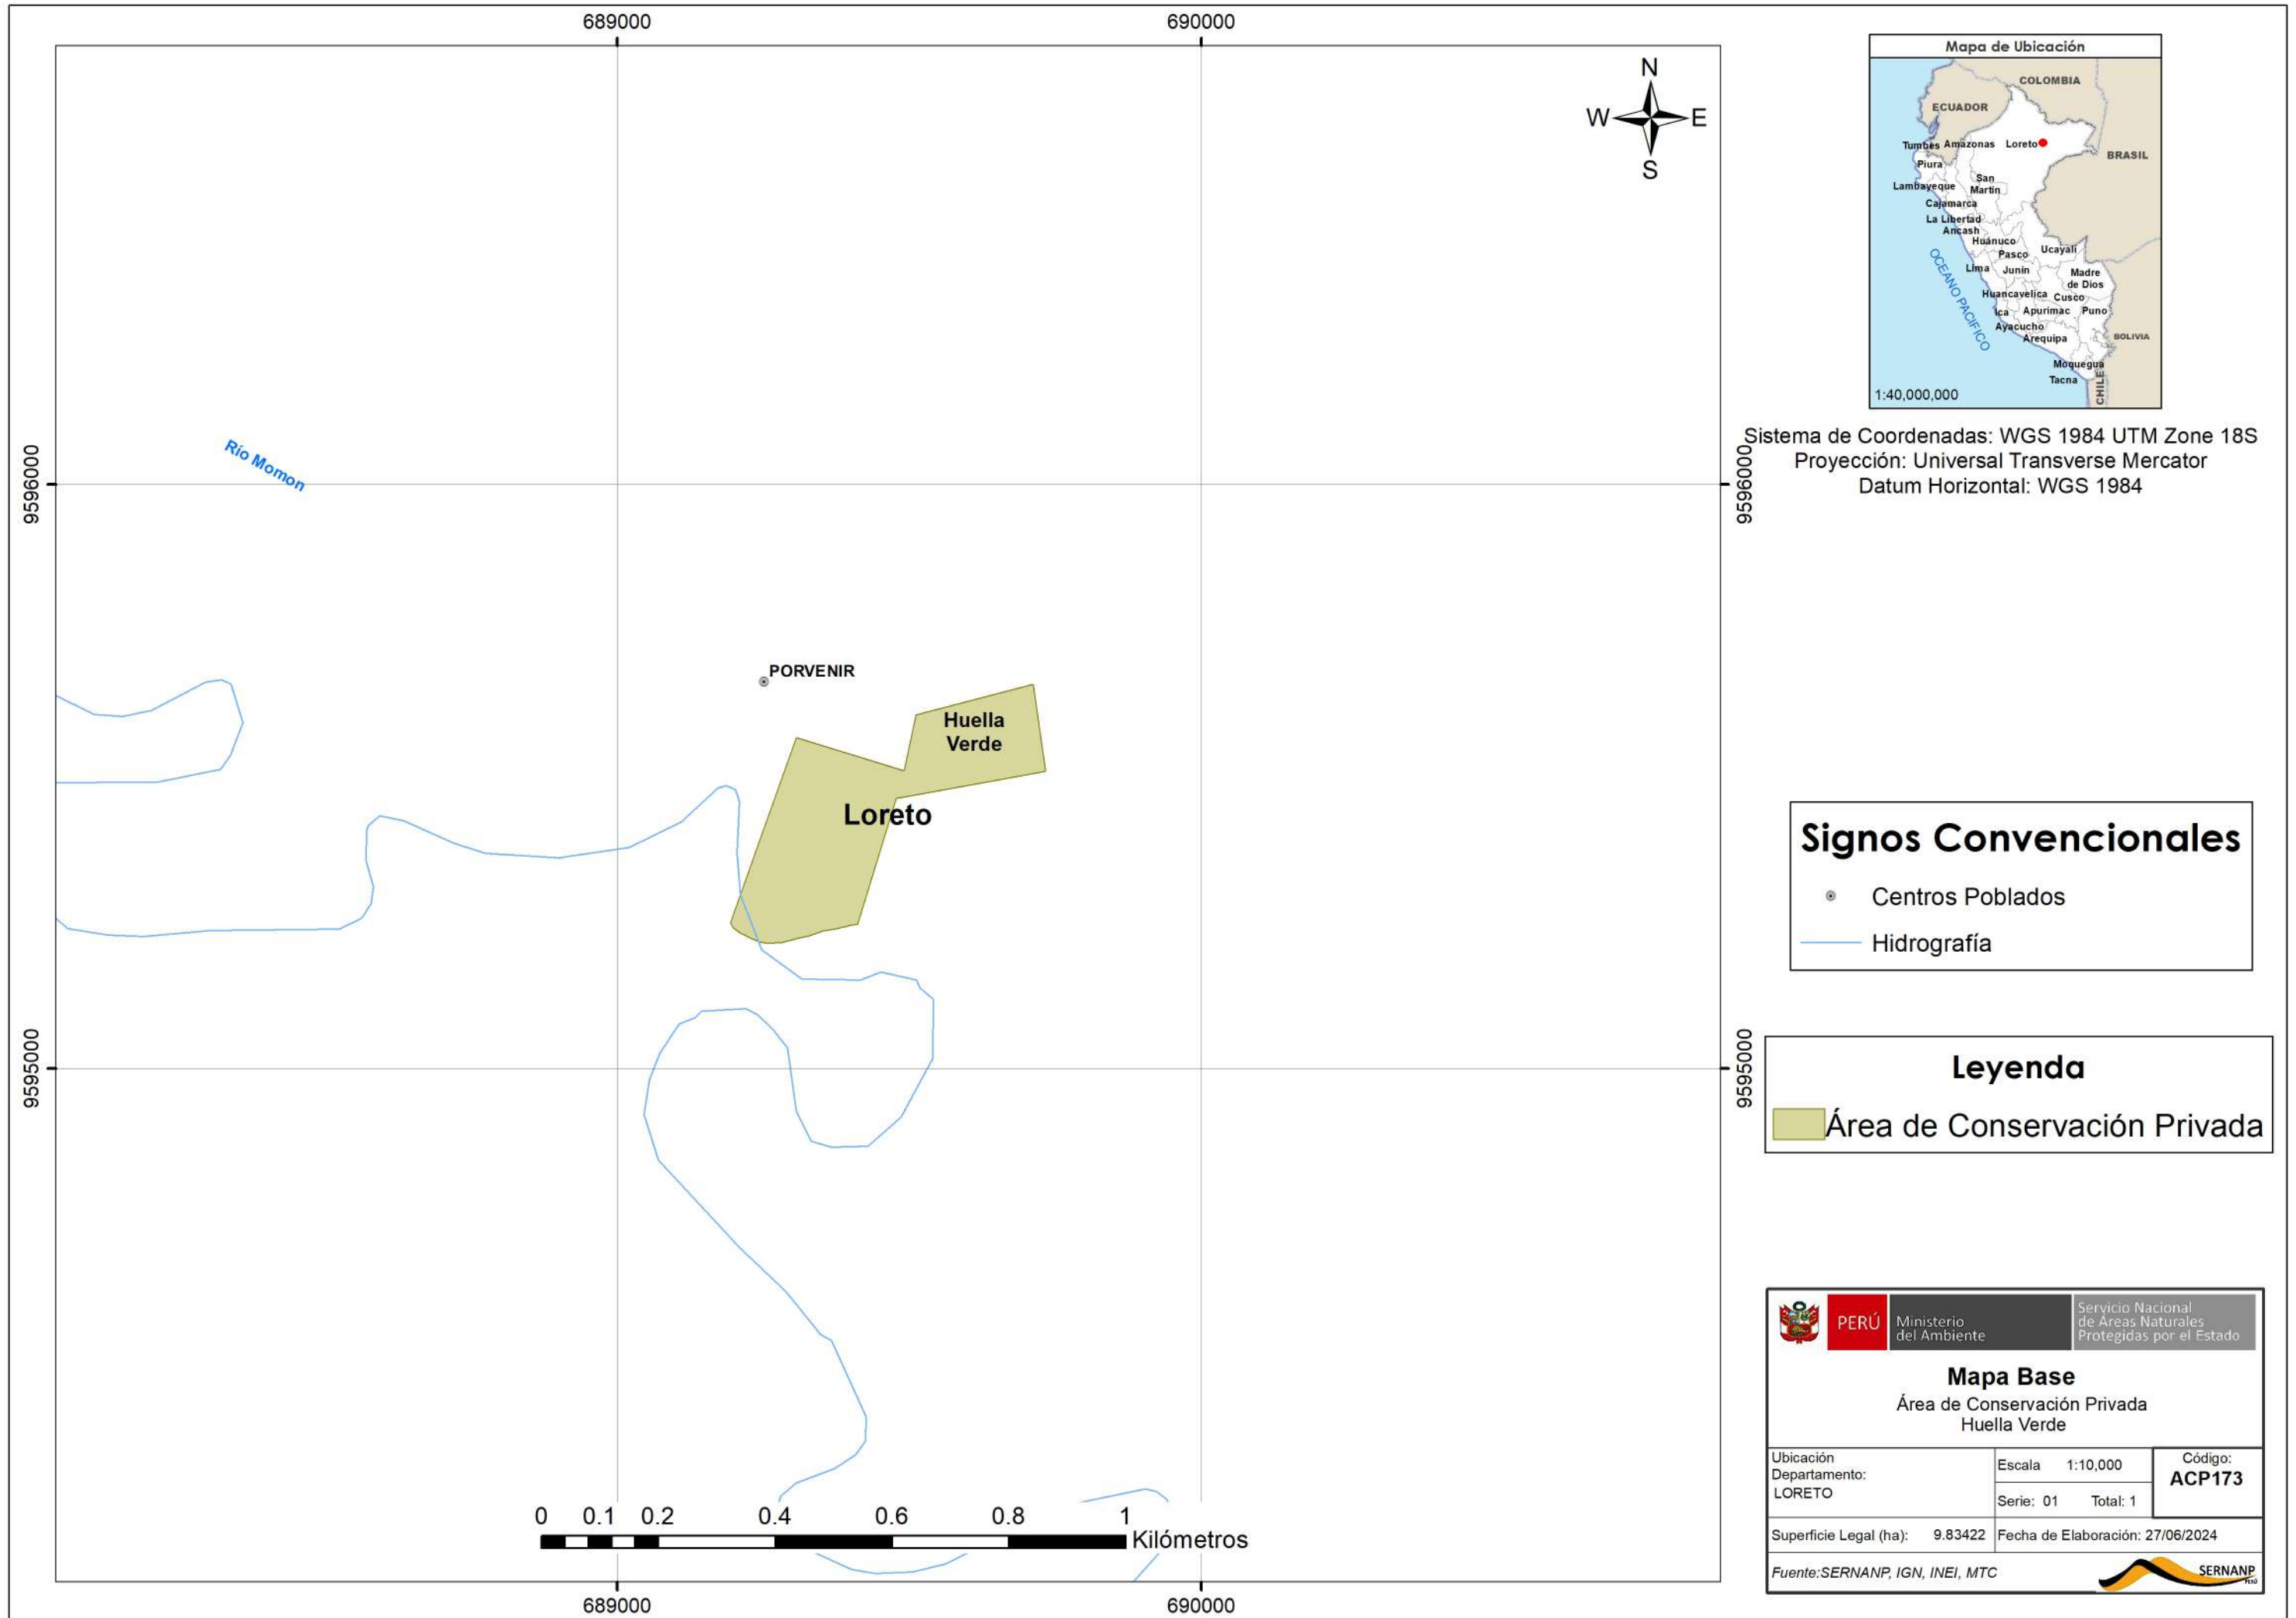 689000
690000
N
W
E
S
Río Momon
9596000
9596000
PORVENIR
Huella
Verde
Loreto
9595000
9595000
0
0.1
0.2
0.4
0.6
0.8
1
Kilómetros
689000
690000
Mapa de Ubicación
COLOMBIA
ECUADOR
Tumbes
Amazonas
Loreto
BRASIL
Piura
San
Martín
Lambayeque
Cajamarca
La Libertad
Ancash
Huánuco
Ucayali
Pasco
Lima
Junín
Madre
de Dios
Huancavelica
Cusco
Ica
Apurimac
Puno
Ayacucho
Arequipa
BOLIVIA
OCEANO PACIFICO
Moquegua
Tacna
CHILE
1:40,000,000
Sistema de Coordenadas: WGS 1984 UTM Zone 18S
Proyección: Universal Transverse Mercator
Datum Horizontal: WGS 1984
Signos Convencionales
Centros Poblados
Hidrografía
Leyenda
Área de Conservación Privada
PERÚ
Ministerio
del Ambiente
Servicio Nacional
de Áreas Naturales
Protegidas por el Estado
Mapa Base
Área de Conservación Privada
Huella Verde
Ubicación
Departamento:
LORETO
Escala 1:10,000
Serie: 01 Total: 1
Código:
ACP173
Superficie Legal (ha): 9.83422
Fecha de Elaboración: 27/06/2024
Fuente:SERNANP, IGN, INEI, MTC
SERNANP
PERÚ